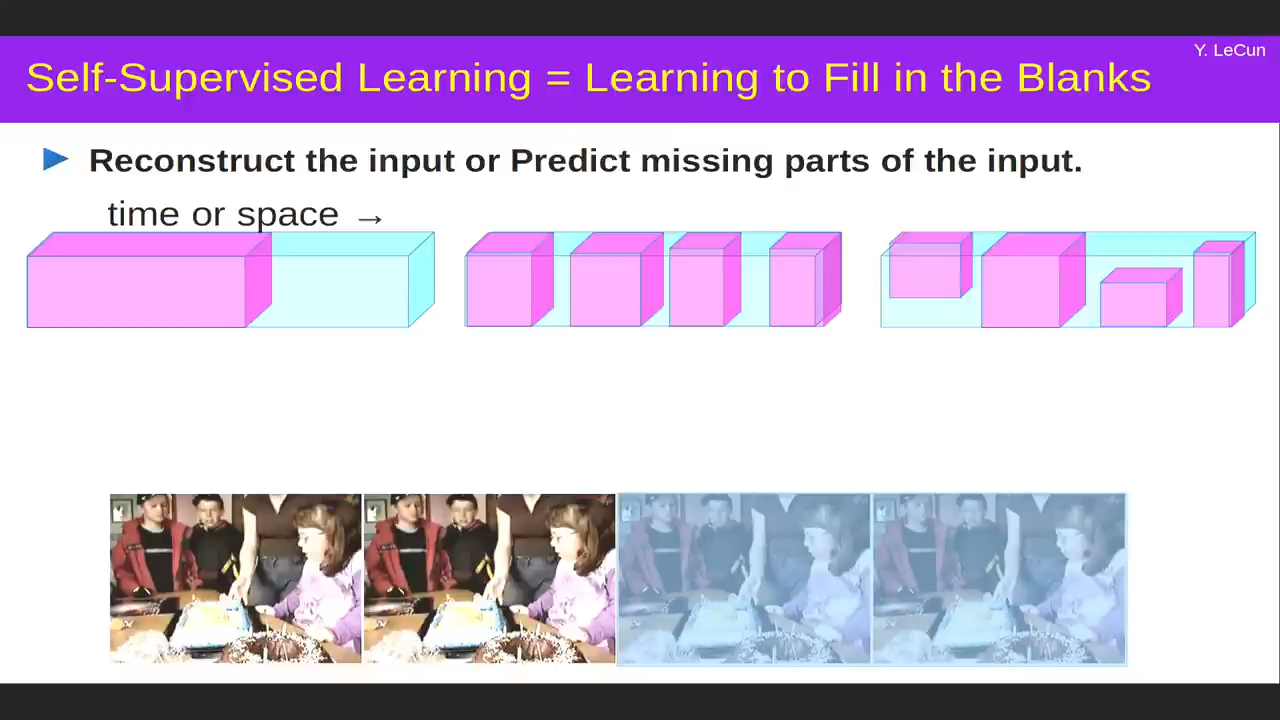 Y. LeCun
Self-Supervised Learning = Learning to Fill in the Blanks
Reconstruct the input or Predict missing parts of the input.
time or space →